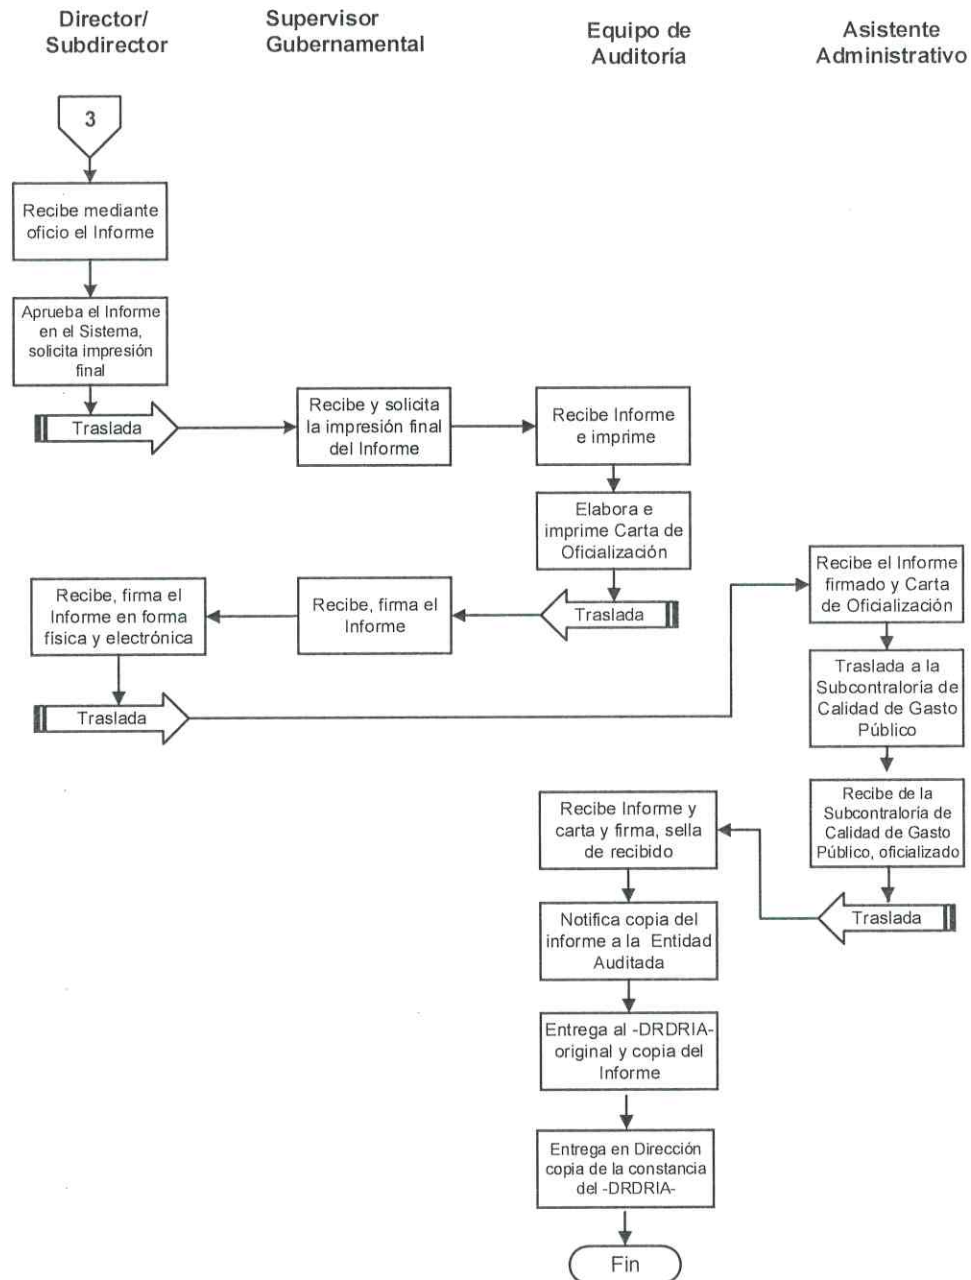 Director/
Subdirector
Supervisor
Gubernamental
Equipo de
Auditoría
Asistente
Administrativo
3
Recibe mediante
oficio el Informe
Aprueba el Informe
en el Sistema,
solicita impresión
final
Traslada
Recibe y solicita
la impresión final
del Informe
Recibe Informe
e imprime
Elabora e
imprime Carta de
Oficialización
Traslada
Recibe, firma el
Informe
Recibe, firma el
Informe en forma
física y electrónica
Traslada
Recibe el Informe
firmado y Carta
de Oficialización
Traslada a la
Subcontraloría de
Calidad de Gasto
Público
Recibe de la
Subcontraloría de
Calidad de Gasto
Público, oficializado
Traslada
Recibe Informe y
carta y firma, sella
de recibido
Notifica copia del
informe a la Entidad
Auditada
Entrega al -DRDRIA-
original y copia del
Informe
Entrega en Dirección
copia de la constancia
del -DRDRIA-
Fin